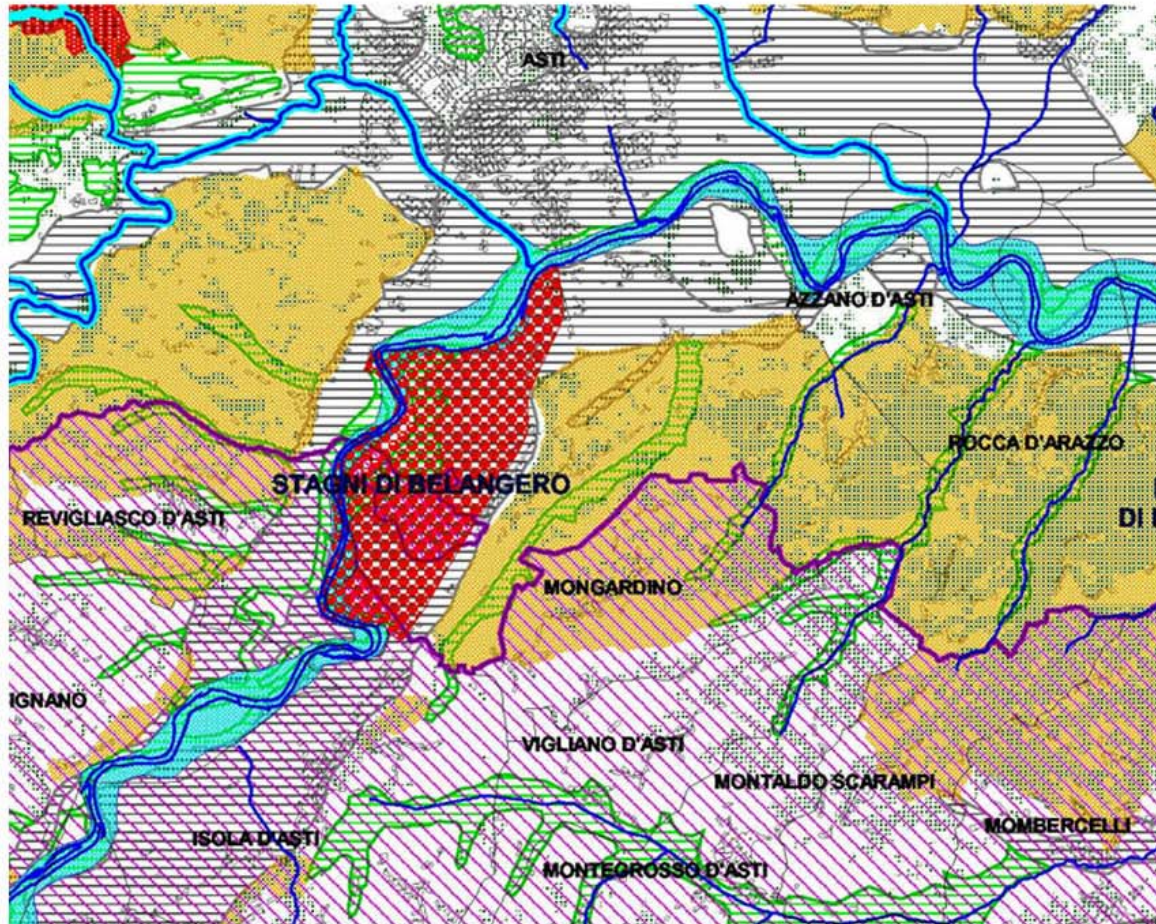 ASTI
AZZANO D'ASTI
ROCCA D'ARAZZO
STAGNI DI BELANGERO
REVIGLIASCO D'ASTI
DI
MONGARDINO
IGNANO
VIGLIANO D'ASTI
MONTALDO SCARAMPI
MOMBERCELLI
ISOLA D'ASTI
MONTEGROSSO D'ASTI